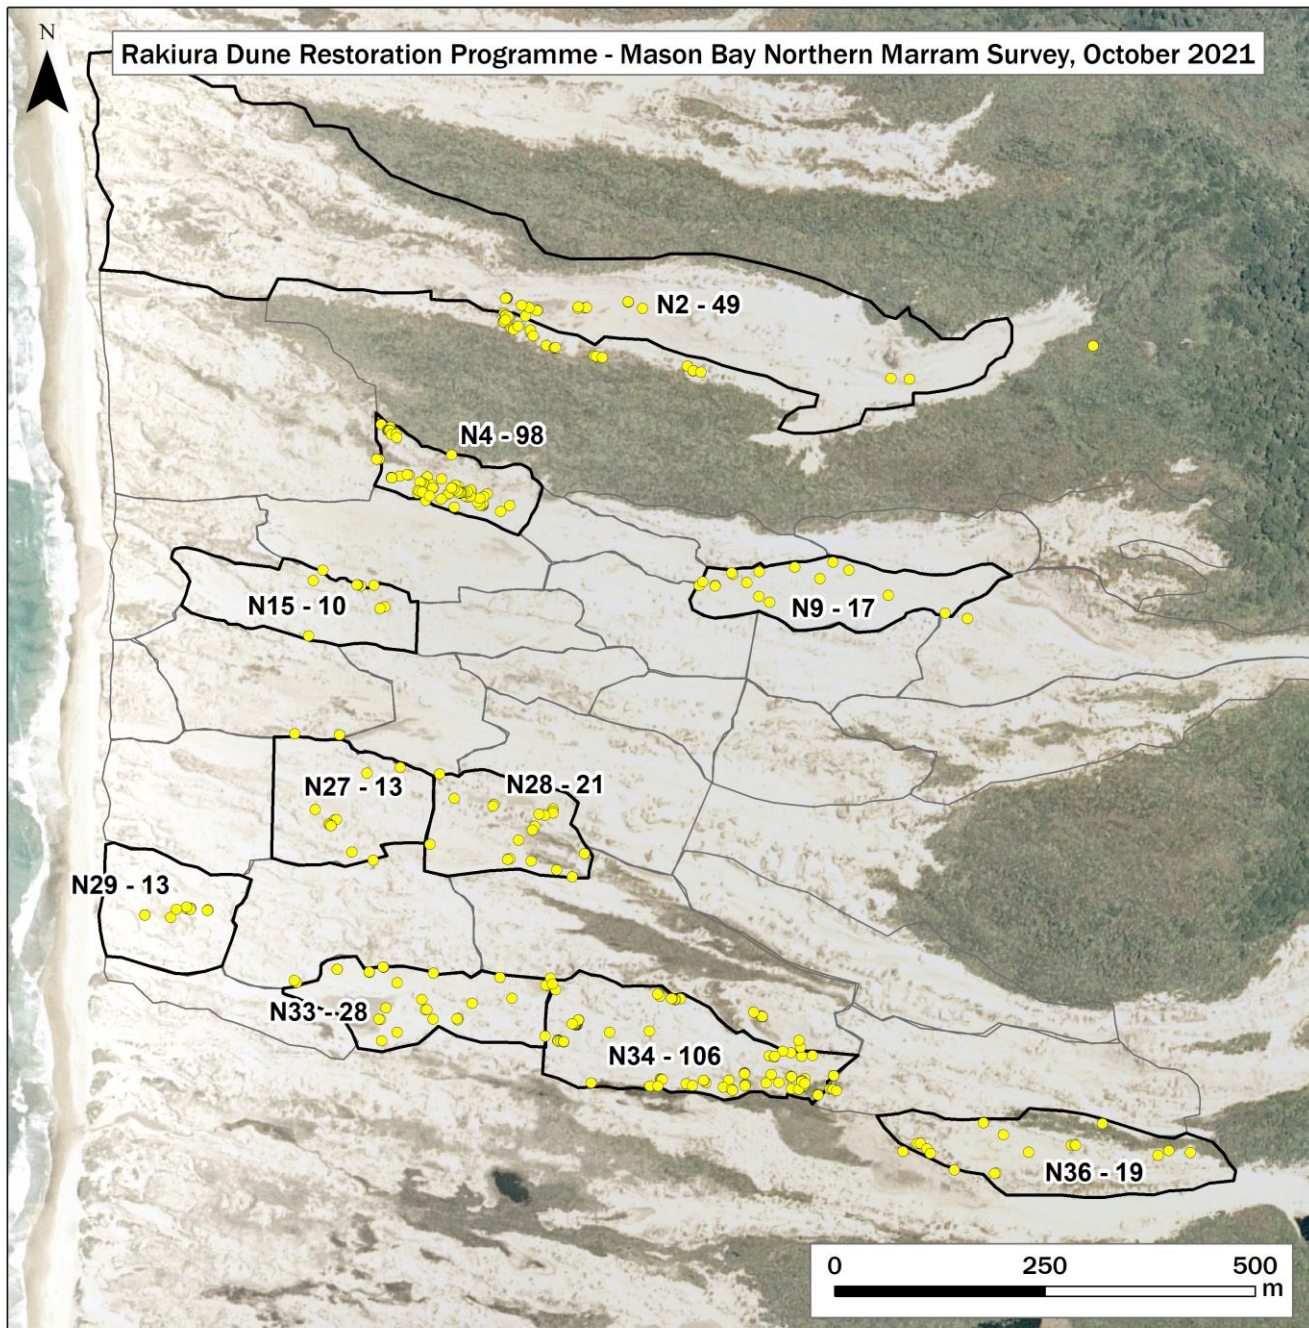 N
Rakiura Dune Restoration Programme - Mason Bay Northern Marram Survey, October 2021
N2 - 49
N4 - 98
N15 - 10
N9 - 17
N27 - 13
N28 - 21
N29 - 13
N33 - 28
N34 - 106
N36 - 19
0 250 500
m